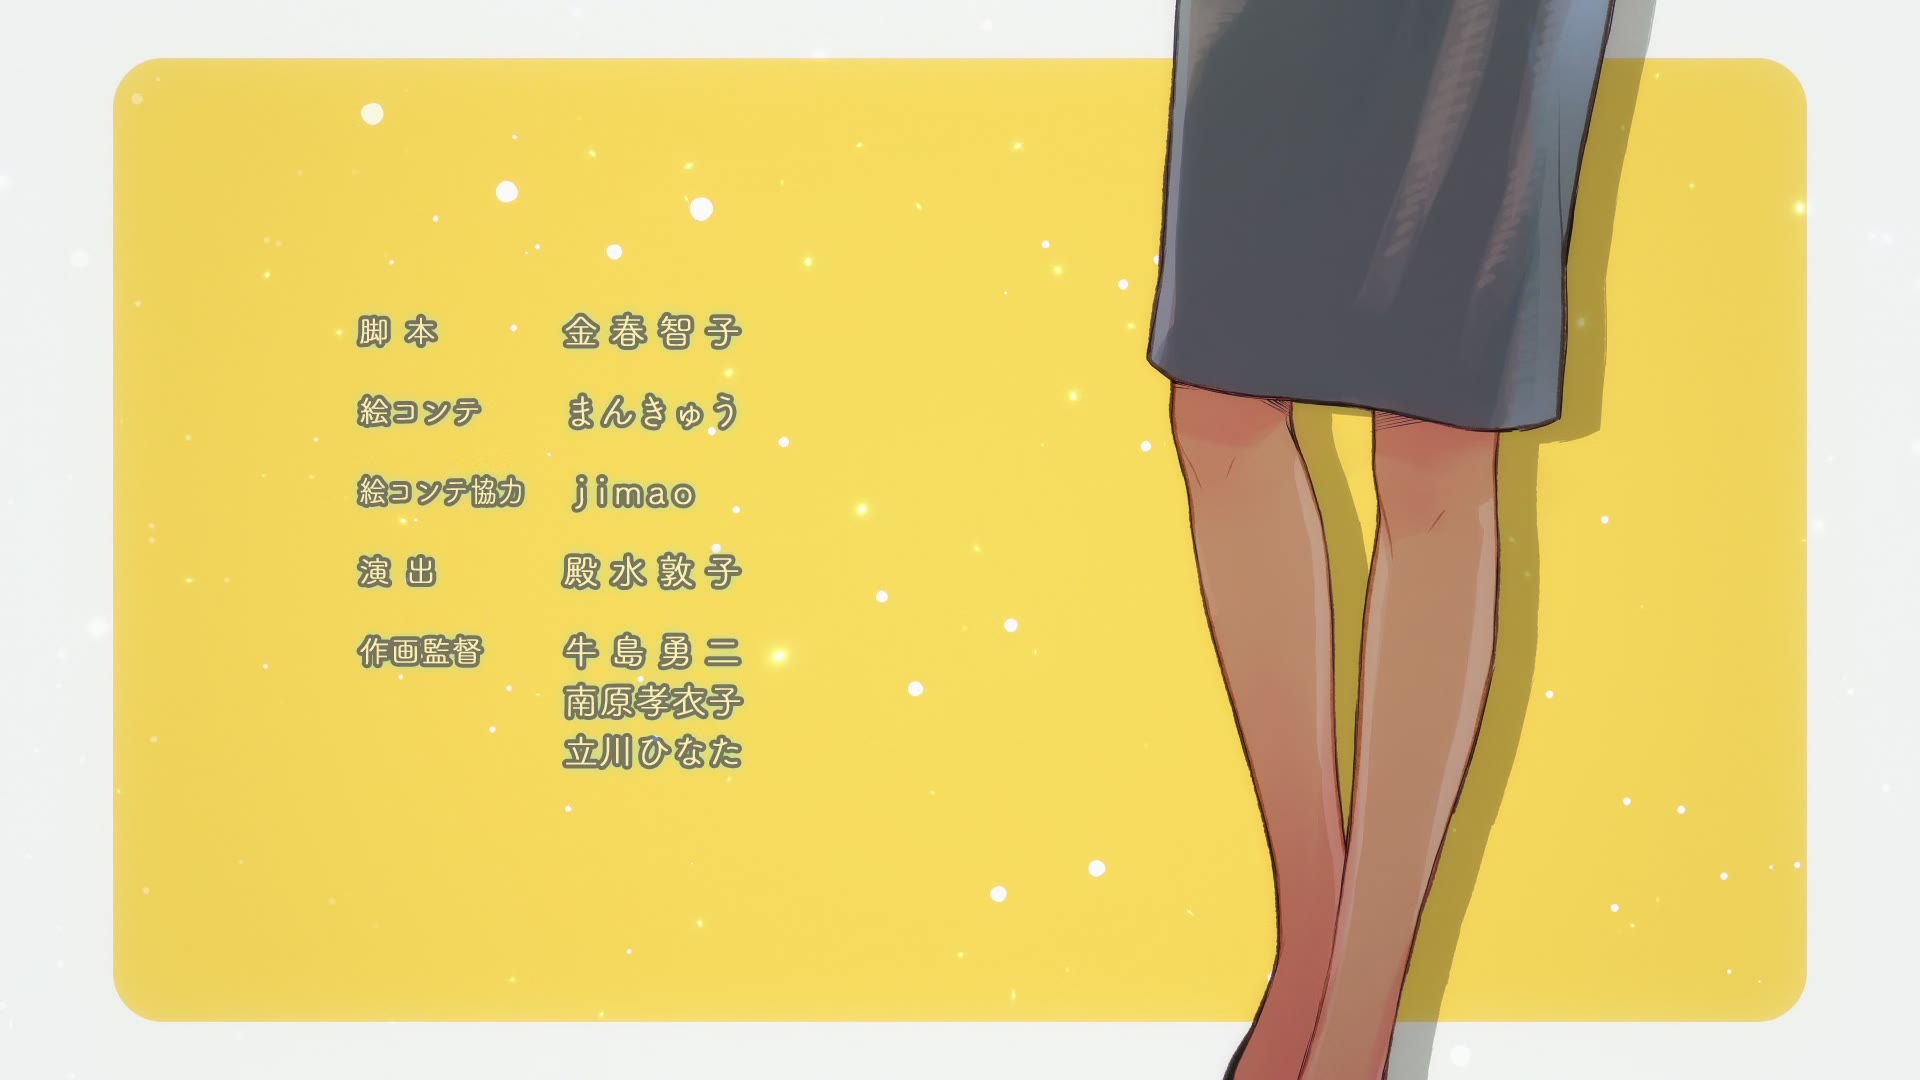 脚本 金春智子
絵コンテ まんきゅう
絵コンテ協力 jimao
演出 殿水敦子
作画監督 牛島勇二
南原孝衣子
立川ひなた